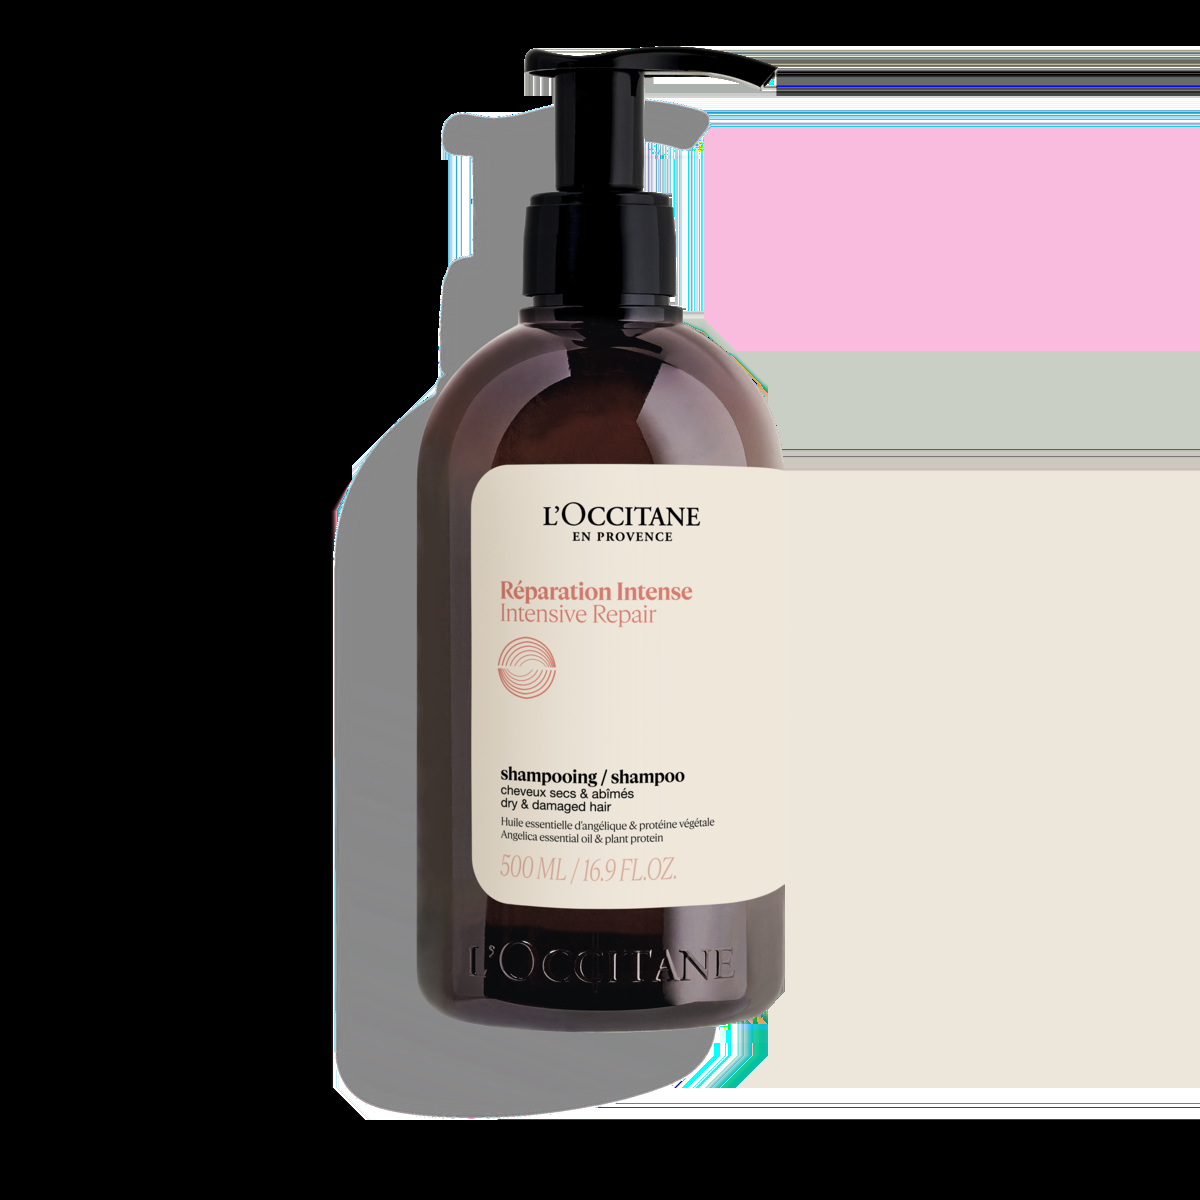 L'OCCITANE
EN PROVENCE
Réparation Intense
Intensive Repair
shampooing / shampoo
cheveux secs & abîmés
dry & damaged hair
Huile essentielle d'angélique & protéine végétale
Angelica essential oil & plant protein
500 ML / 16.9 FL.OZ.
L'OCCITANE